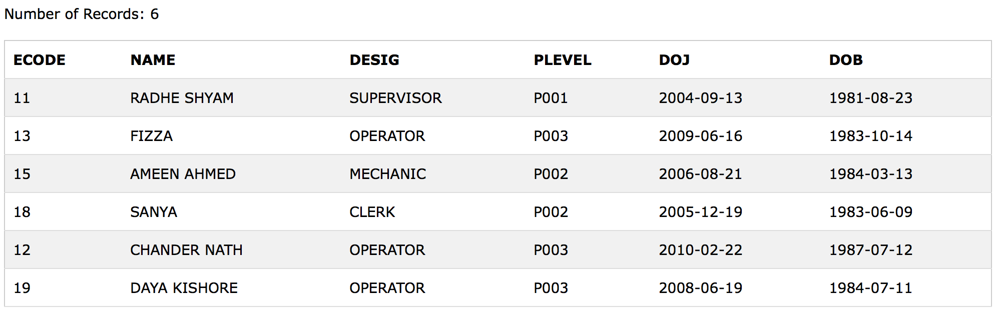 Number of Records: 6
ECODE NAME DESIG PLEVEL DOJ DOB
11 RADHE SHYAM SUPERVISOR P001 2004-09-13 1981-08-23
13 FIZZA OPERATOR P003 2009-06-16 1983-10-14
15 AMEEN AHMED MECHANIC P002 2006-08-21 1984-03-13
18 SANYA CLERK P002 2005-12-19 1983-06-09
12 CHANDER NATH OPERATOR P003 2010-02-22 1987-07-12
19 DAYA KISHORE OPERATOR P003 2008-06-19 1984-07-11